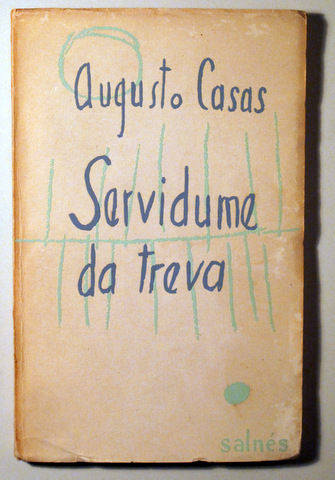 Augusto Casas
Servidume
da treva
salnés